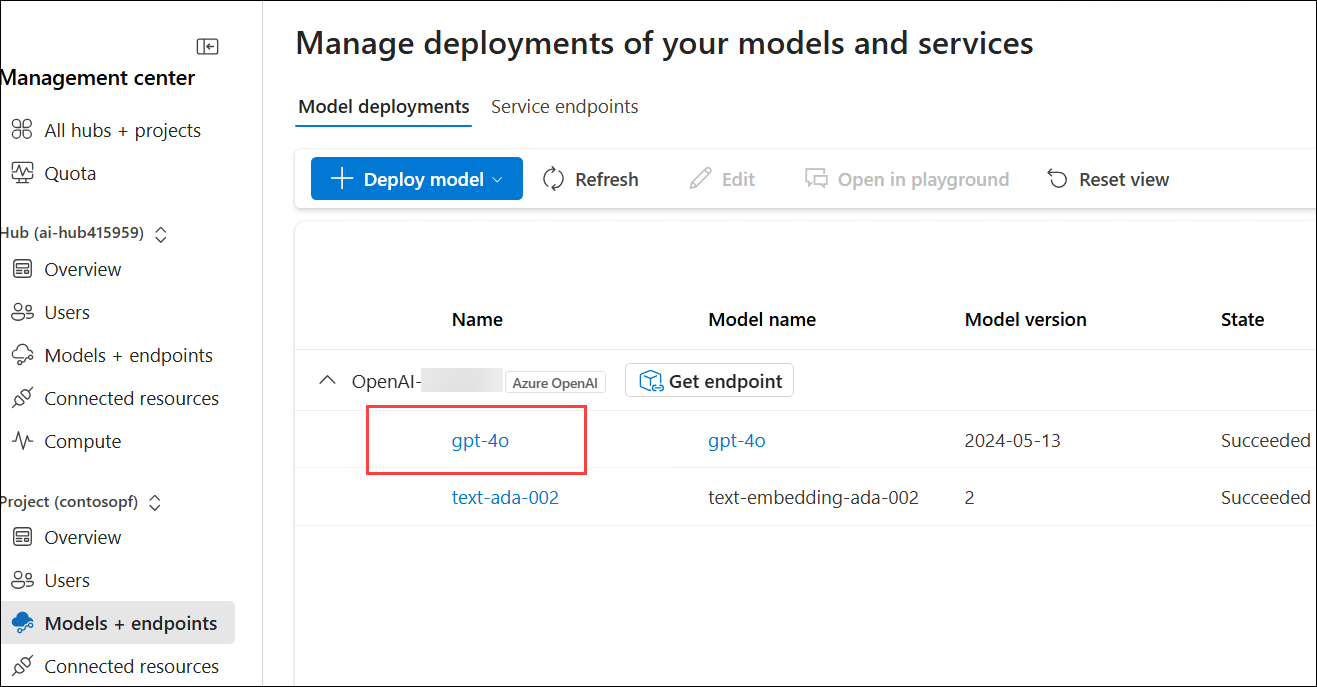 Management center
All hubs + projects
Quota
Hub (ai-hub415959)
Overview
Users
Models + endpoints
Connected resources
Compute
Project (contosopf)
Overview
Users
Models + endpoints
Connected resources
Manage deployments of your models and services
Model deployments Service endpoints
Deploy model Refresh Edit Open in playground Reset view
Name Model name Model version State
OpenAI- Azure OpenAI Get endpoint
gpt-4o gpt-4o 2024-05-13 Succeeded
text-ada-002 text-embedding-ada-002 2 Succeeded